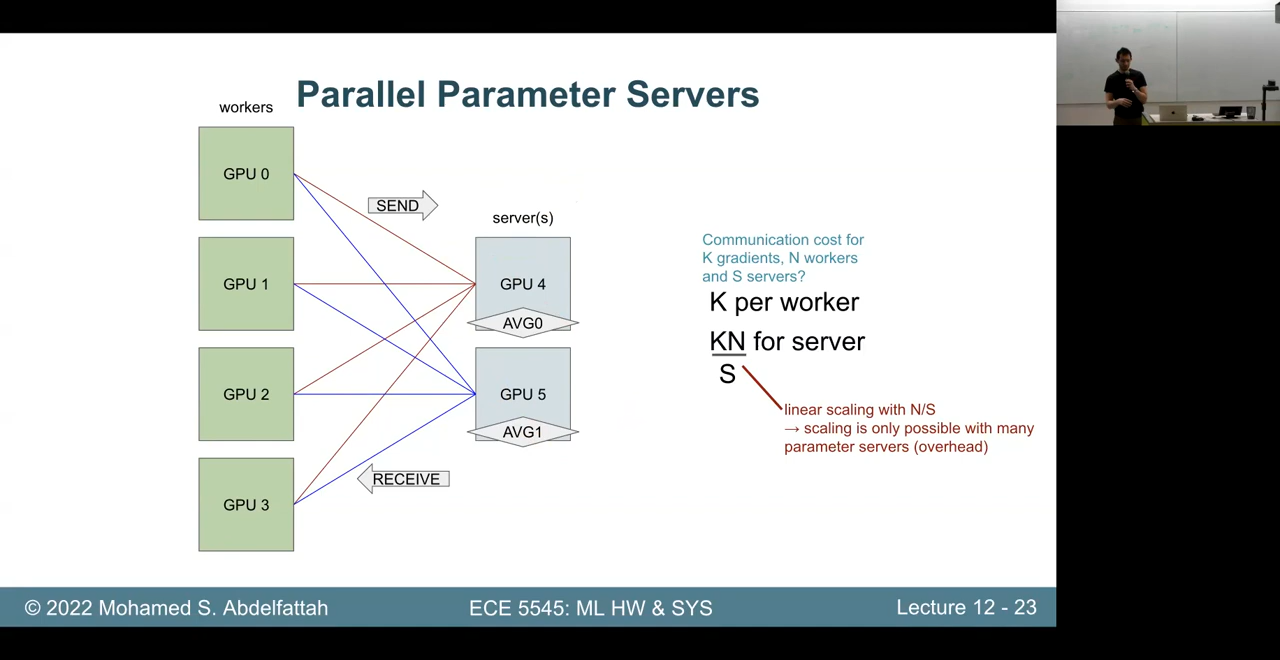 Parallel Parameter Servers
workers
GPU 0
GPU 1
GPU 2
GPU 3
SEND
server(s)
GPU 4
AVG0
GPU 5
AVG1
RECEIVE
Communication cost for
K gradients, N workers
and S servers?
K per worker
KN for server
S
linear scaling with N/S
→ scaling is only possible with many
parameter servers (overhead)
© 2022 Mohamed S. Abdelfattah
ECE 5545: ML HW & SYS
Lecture 12 - 23